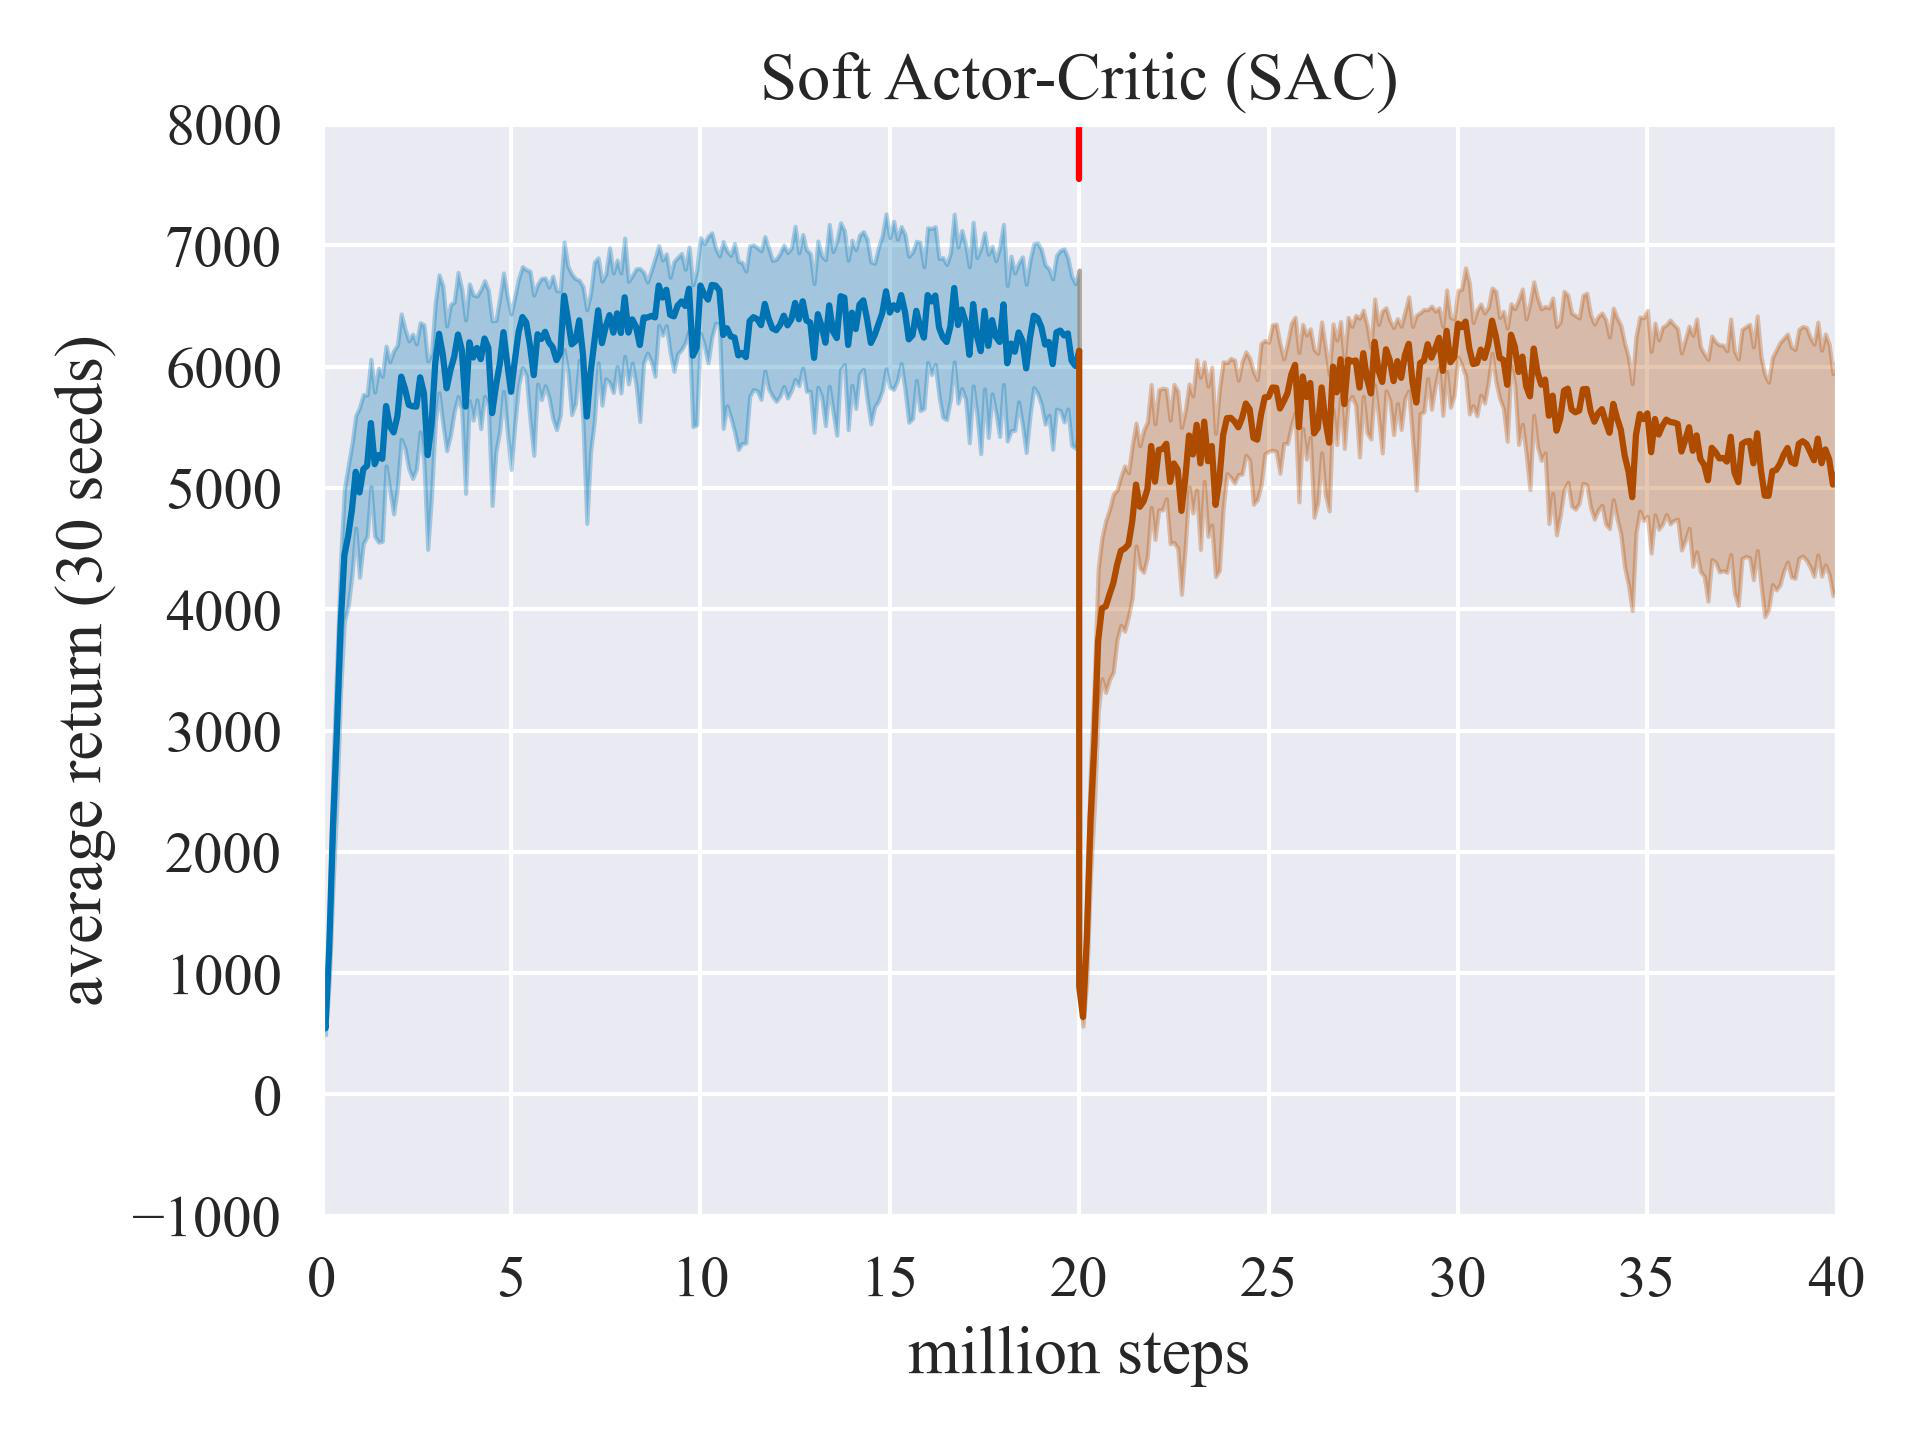 Soft Actor-Critic (SAC)
8000
7000
6000
5000
4000
3000
2000
1000
0
−1000
average return (30 seeds)
0 5 10 15 20 25 30 35 40
million steps